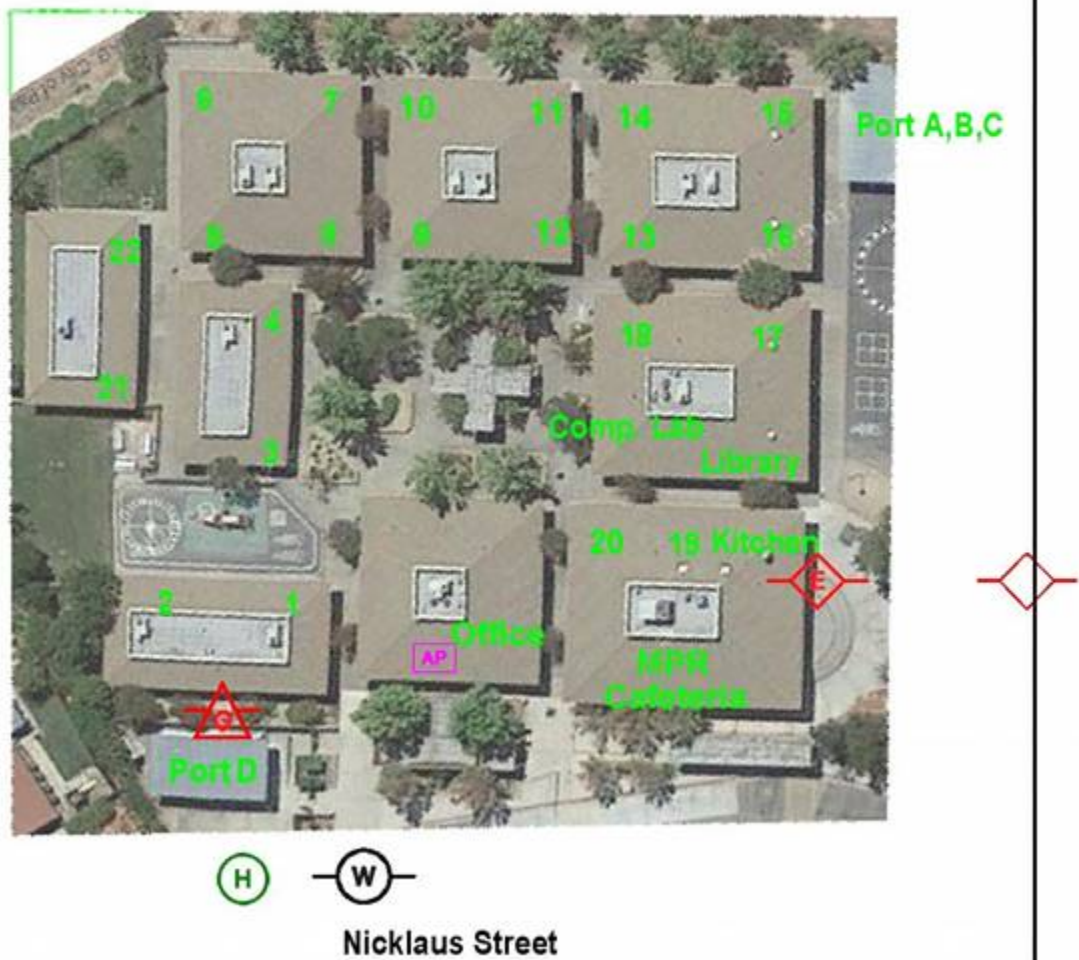 6 7 10 11 14 15
Port A,B,C
5 8 9 12 13 16
22
4 18 17
21
Comp. Lab
3 Library
20 19 Kitchen
E
2 1
Office
AP
MPR
Cafeteria
G
Port D
H W
Nicklaus Street